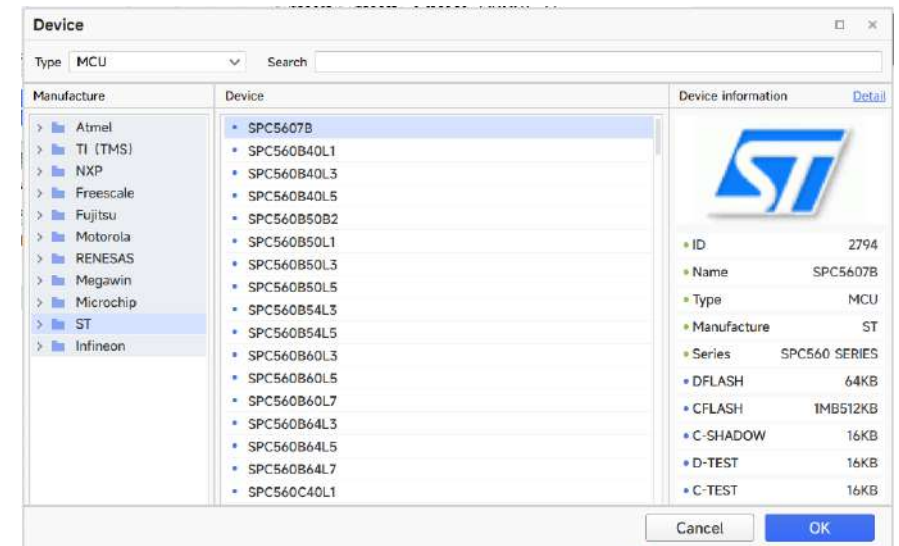 Device
Type MCU Search
Manufacture Device Device information Detail
Atmel
TI (TMS)
NXP
Freescale
Fujitsu
Motorola
RENESAS
Megawin
Microchip
ST
Infineon
SPC5607B
SPC560B40L1
SPC560B40L3
SPC560B40L5
SPC560B50B2
SPC560B50L1
SPC560B50L3
SPC560B50L5
SPC560B54L3
SPC560B54L5
SPC560B60L3
SPC560B60L5
SPC560B60L7
SPC560B64L3
SPC560B64L5
SPC560B64L7
SPC560C40L1
ST
ID 2794
Name SPC5607B
Type MCU
Manufacture ST
Series SPC560 SERIES
DFLASH 64KB
CFLASH 1MB512KB
C-SHADOW 16KB
D-TEST 16KB
C-TEST 16KB
Cancel OK